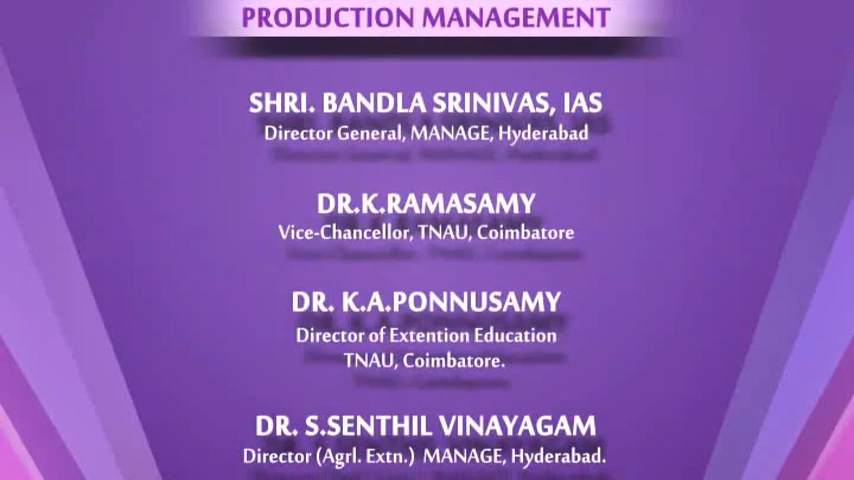 PRODUCTION MANAGEMENT
SHRI. BANDLA SRINIVAS, IAS
Director General, MANAGE, Hyderabad
DR.K.RAMASAMY
Vice-Chancellor, TNAU, Coimbatore
DR. K.A.PONNUSAMY
Director of Extention Education
TNAU, Coimbatore.
DR. S.SENTHIL VINAYAGAM
Director (Agrl. Extn.) MANAGE, Hyderabad.